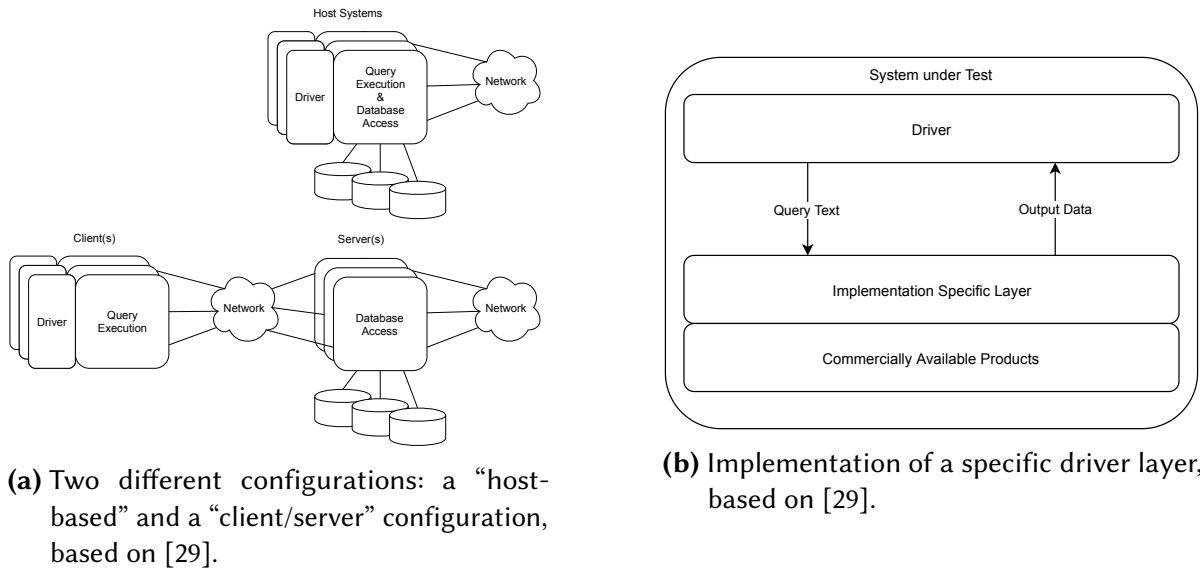 Host Systems
Driver
Query
Execution
&
Database
Access
Network
Client(s)
Driver
Query
Execution
Network
Server(s)
Database
Access
Network
(a) Two different configurations: a “host-
based” and a “client/server” configuration,
based on [29].
System under Test
Driver
Query Text
Output Data
Implementation Specific Layer
Commercially Available Products
(b) Implementation of a specific driver layer,
based on [29].